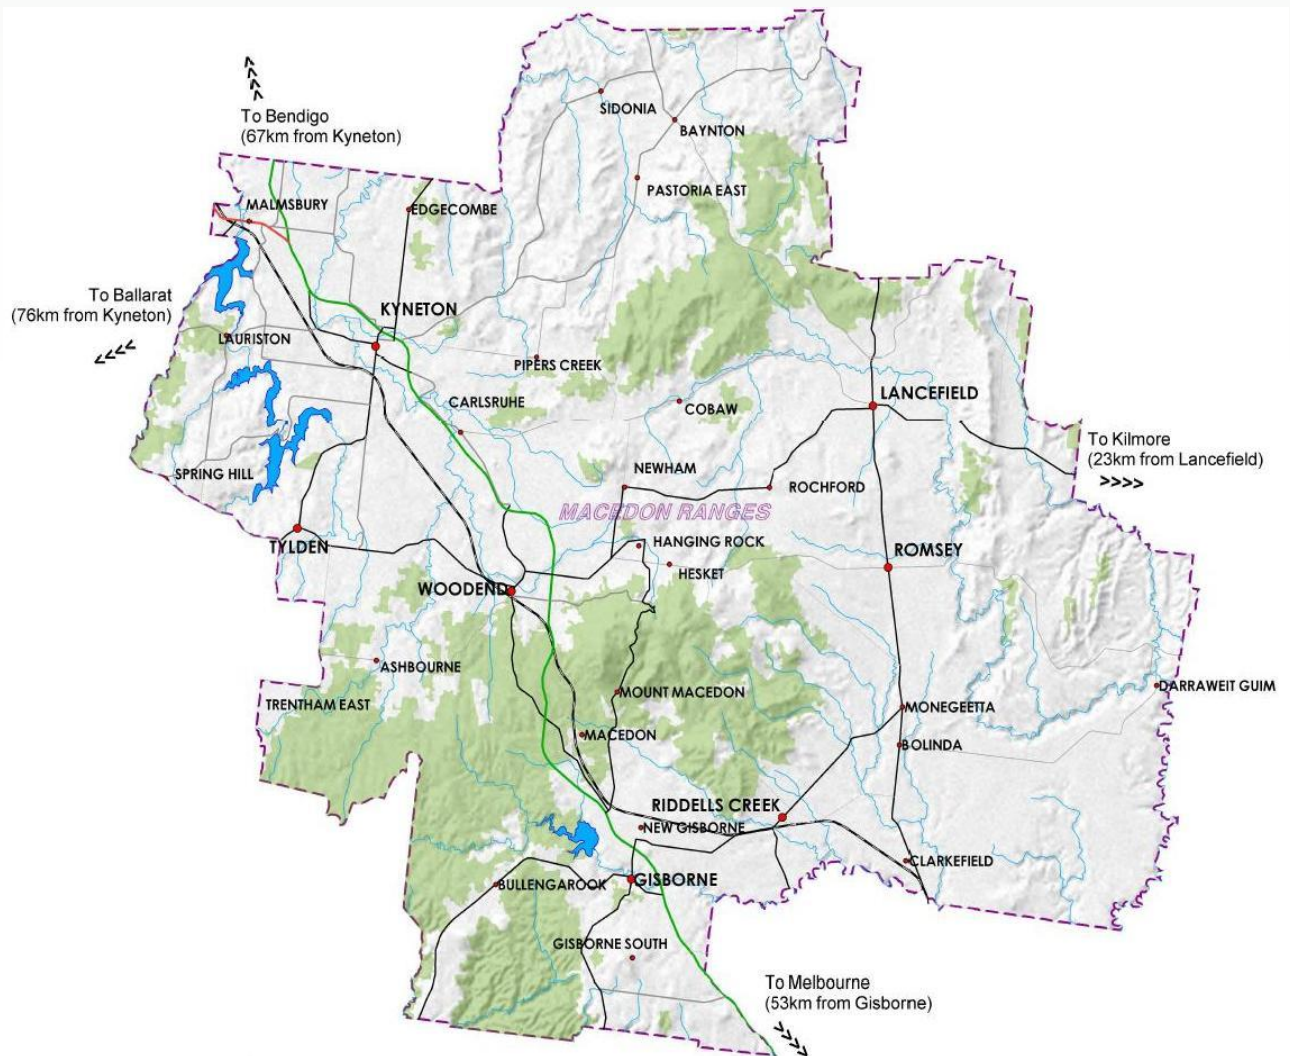 To Bendigo
(67km from Kyneton)
SIDONIA
BAYNTON
PASTORIA EAST
MALMSBURY
EDGECOMBE
To Ballarat
(76km from Kyneton)
KYNETON
LAURISTON
PIPERS CREEK
CARLSRUHE
COBAW
LANCEFIELD
To Kilmore
(23km from Lancefield)
SPRING HILL
NEWHAM
ROCHFORD
MACEDON RANGES
TYLDEN
HANGING ROCK
HESKET
ROMSEY
WOODEND
ASHBOURNE
TRENTHAM EAST
MOUNT MACEDON
DARRAWEIT GUIM
MONEGEETTA
MACEDON
BOLINDA
RIDDELLS CREEK
NEW GISBORNE
CLARKEFIELD
BULLENGAROOK
GISBORNE
GISBORNE SOUTH
To Melbourne
(53km from Gisborne)